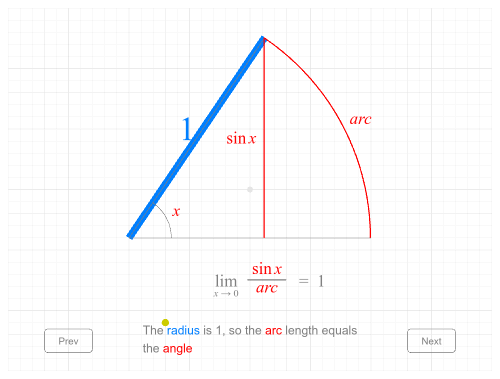 1
sin x
arc
x
lim x → 0 sin x / arc = 1
The radius is 1, so the arc length equals
the angle
Prev
Next